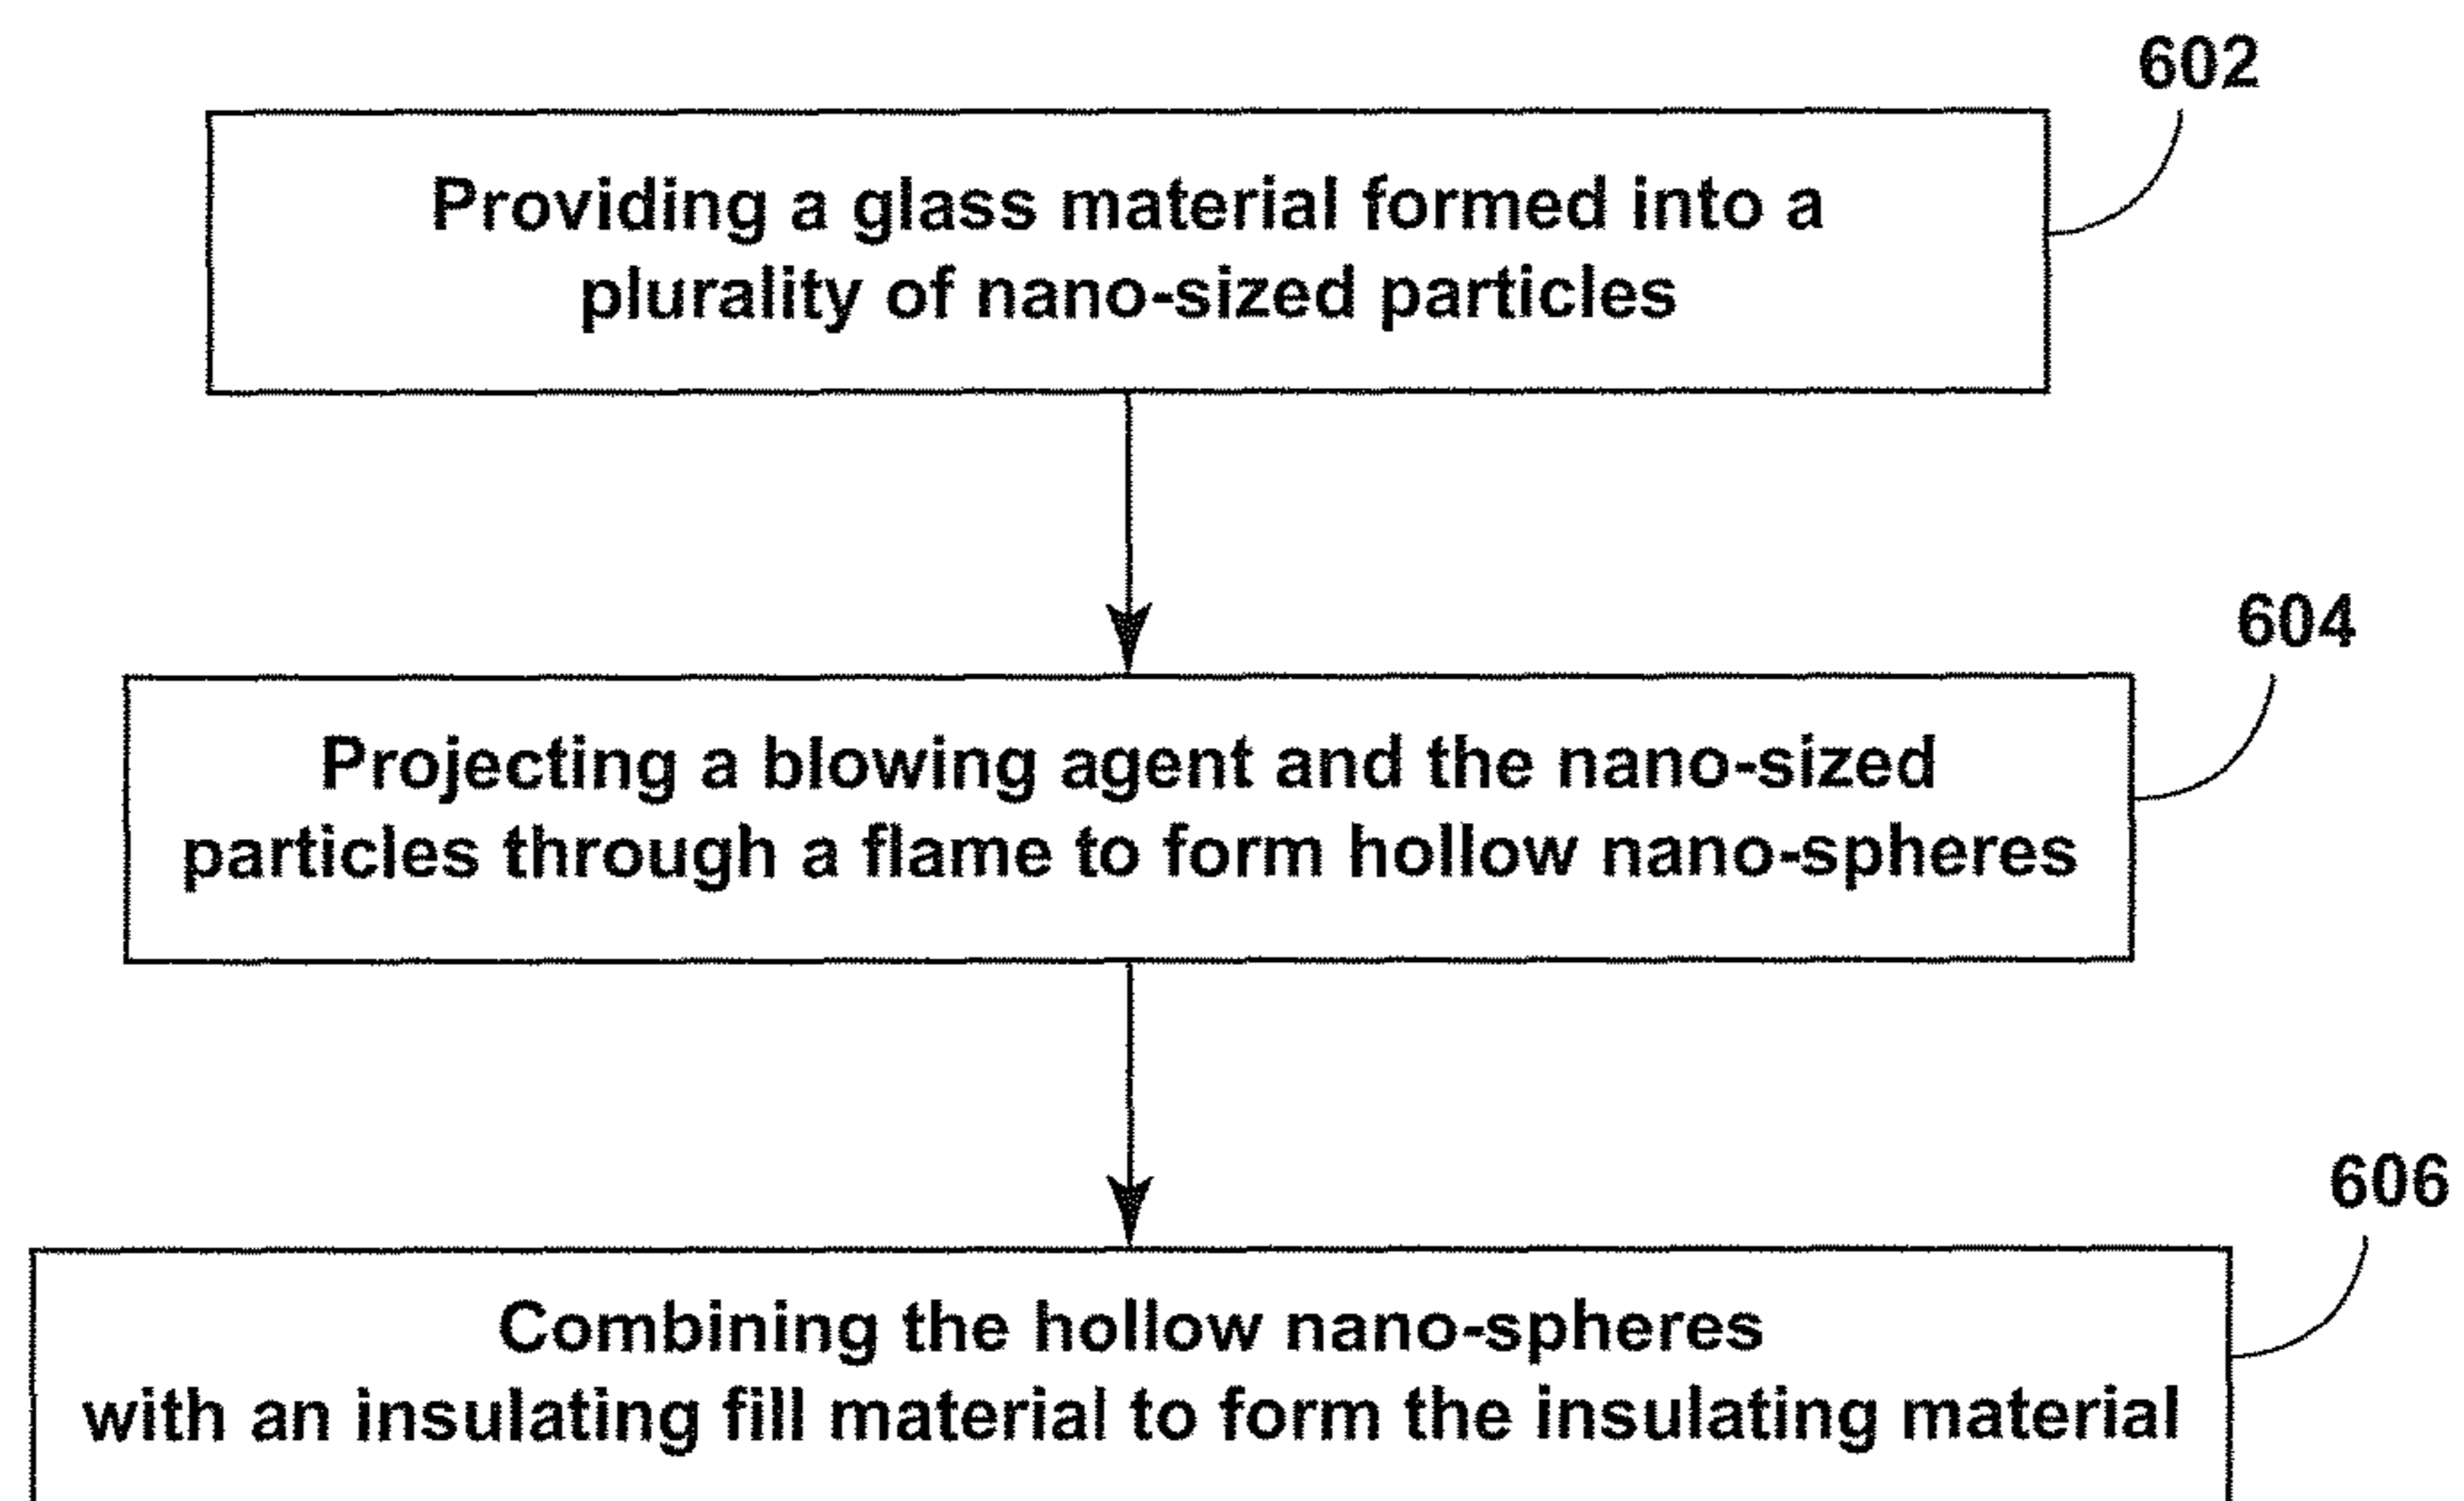 602
Providing a glass material formed into a
plurality of nano-sized particles
604
Projecting a blowing agent and the nano-sized
particles through a flame to form hollow nano-spheres
606
Combining the hollow nano-spheres
with an insulating fill material to form the insulating material